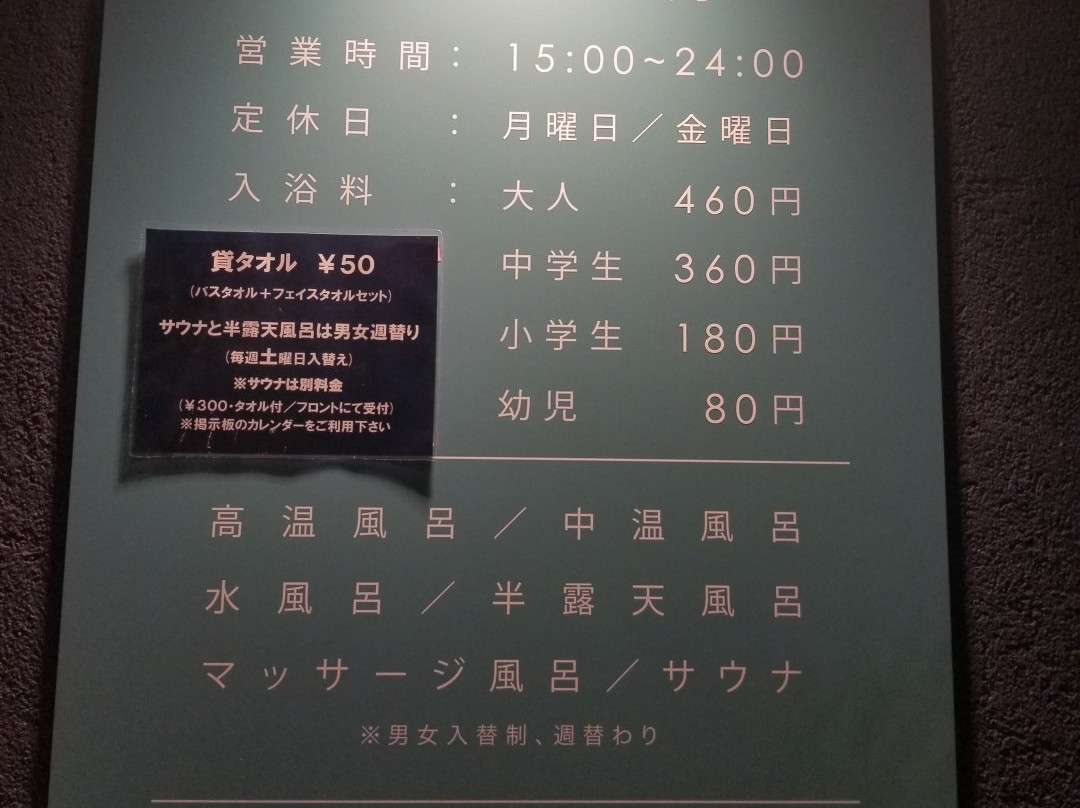 営業時間： 15:00~24:00
定休日 ： 月曜日／金曜日
入浴料 ： 大人 460円
中学生 360円
小学生 180円
幼児 80円
貸タオル ¥50
(バスタオル＋フェイスタオルセット)
サウナと半露天風呂は男女週替り
(毎週土曜日入替え)
※サウナは別料金
(¥300・タオル付／フロントにて受付)
※掲示板のカレンダーをご利用下さい
高温風呂／中温風呂
水風呂／半露天風呂
マッサージ風呂／サウナ
※男女入替制、週替わり